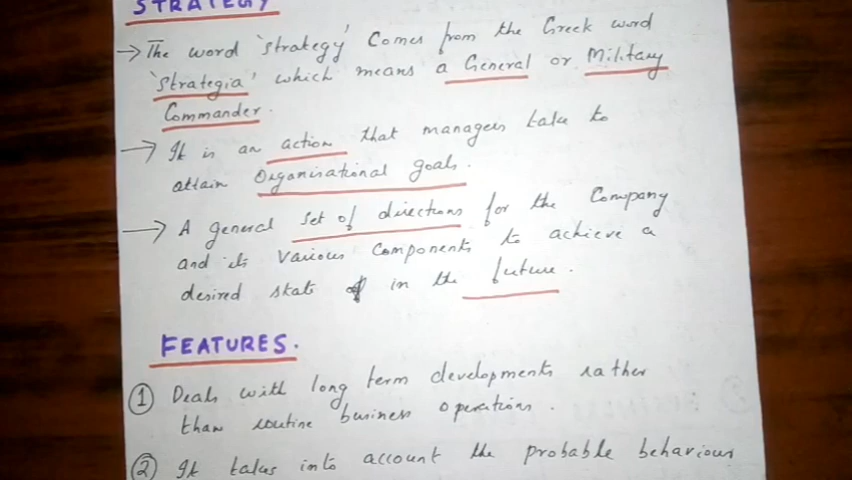 STRATEGY
→ The word 'strategy' comes from the Greek word
'Strategia' which means a General or Military
Commander.
→ It is an action that managers take to
attain Organisational goals.
→ A general set of directions for the Company
and its various components to achieve a
desired state in the future.
FEATURES.
① Deals with long term developments rather
than routine business operations.
② It takes into account the probable behaviour